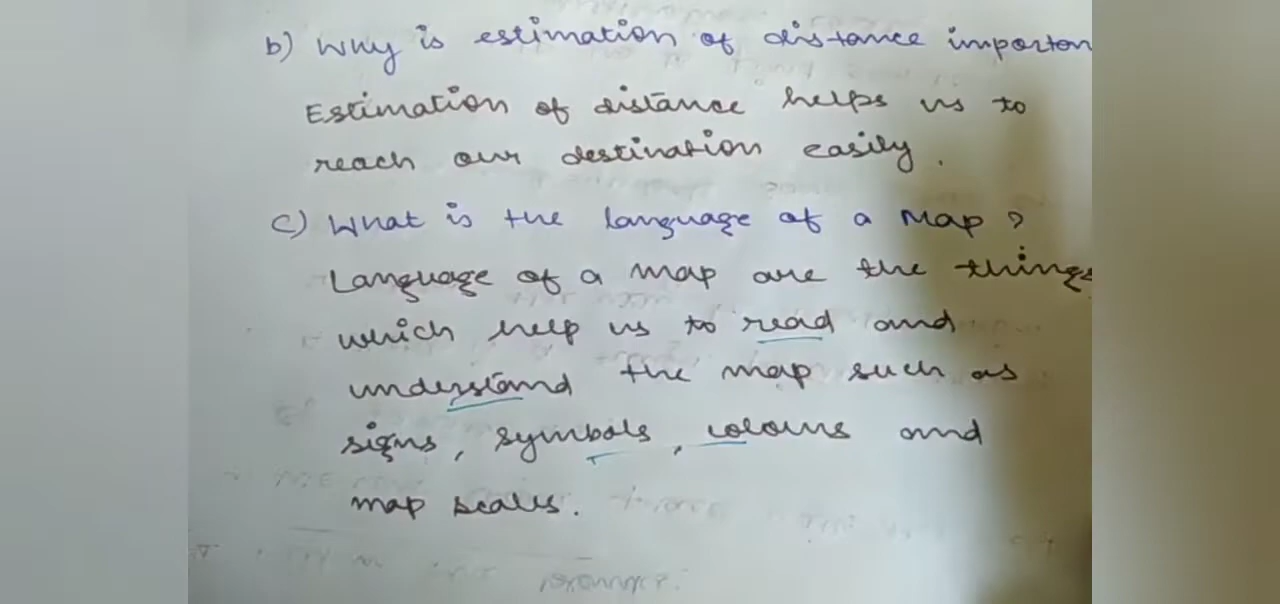 b) Why is estimation of distance importan
Estimation of distance helps us to
reach our destination easily.
c) What is the language of a Map?
Language of a map are the things
which help us to read and
understand the map such as
signs, symbols, colours and
map scales.